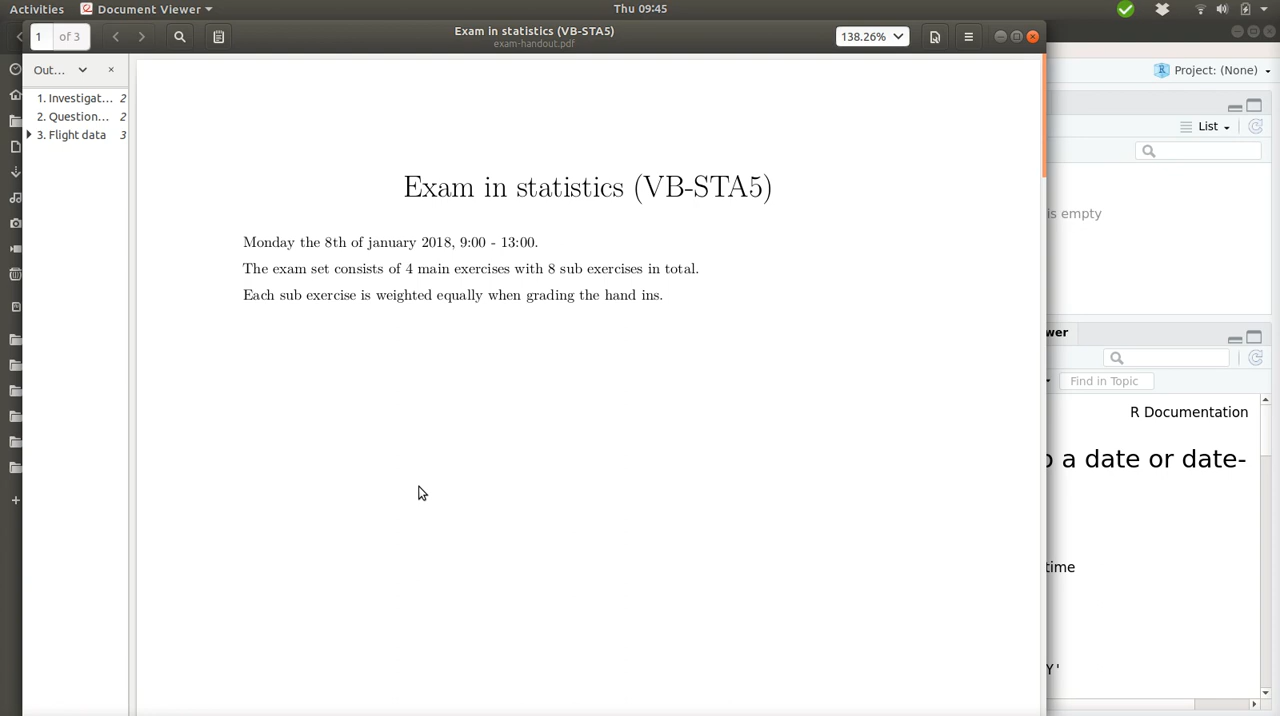 Activities Document Viewer Thu 09:45
1 of 3 Exam in statistics (VB-STA5) 138.26%
exam-handout.pdf
Out...
1. Investigat... 2
2. Question... 2
3. Flight data 3
Exam in statistics (VB-STA5)
Monday the 8th of january 2018, 9:00 - 13:00.
The exam set consists of 4 main exercises with 8 sub exercises in total.
Each sub exercise is weighted equally when grading the hand ins.
Project: (None)
List
is empty
wer
Find in Topic
R Documentation
o a date or date-
time
Y'